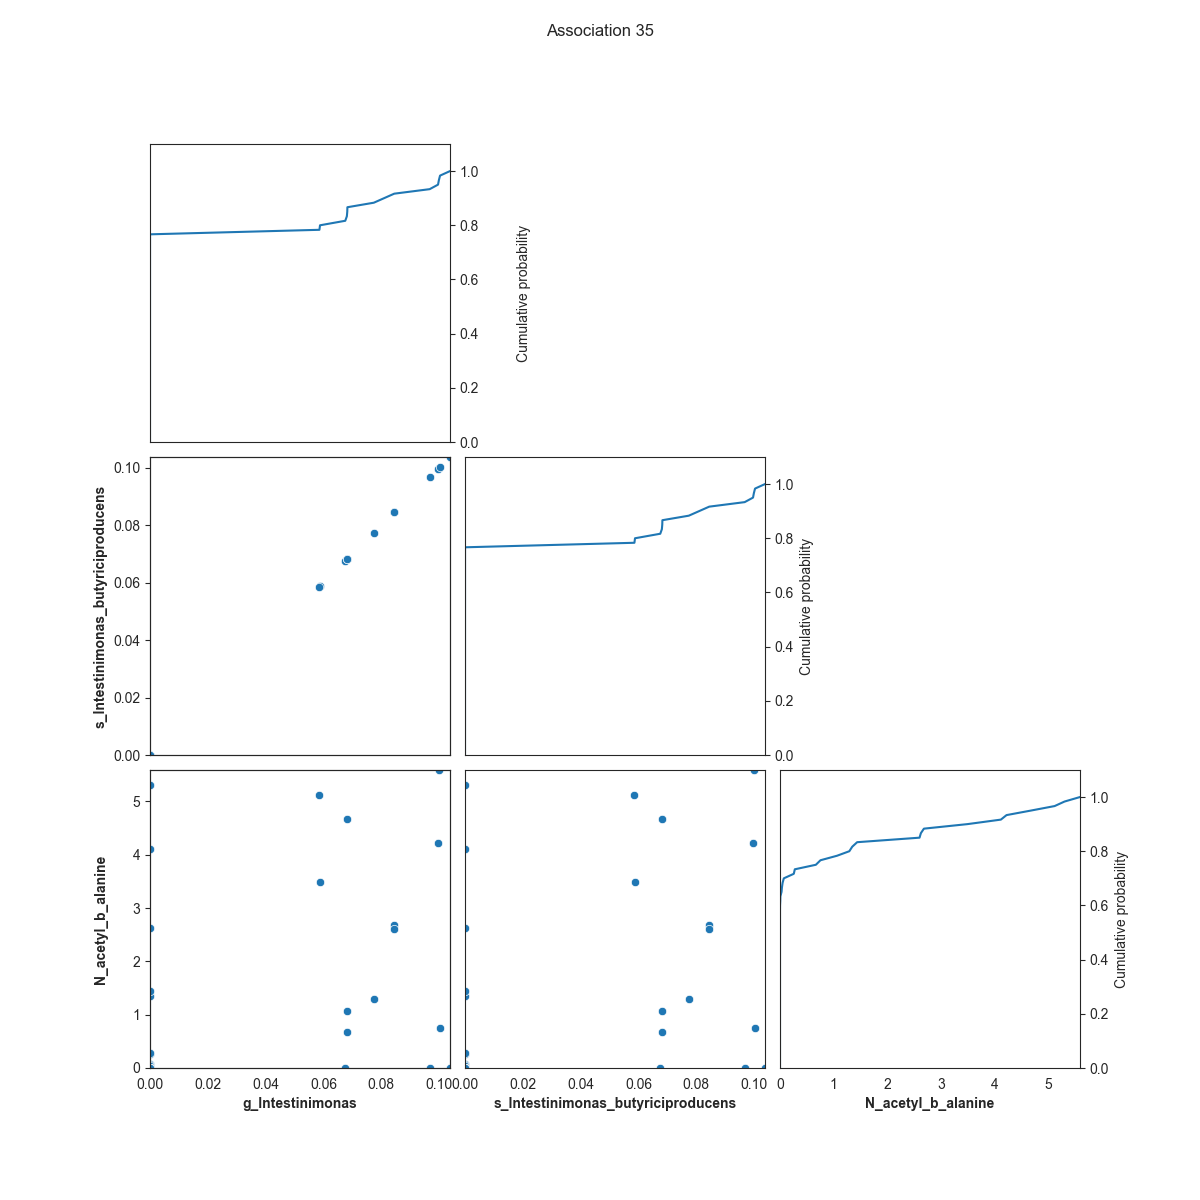 Association 35
1.0
0.8
0.6
0.4
0.2
0.0
Cumulative probability
s_Intestinimonas_butyriciproducens
0.10
0.08
0.06
0.04
0.02
0.00
1.0
0.8
0.6
0.4
0.2
0.0
Cumulative probability
N_acetyl_b_alanine
5
4
3
2
1
0
1.0
0.8
0.6
0.4
0.2
0.0
Cumulative probability
0.00 0.02 0.04 0.06 0.08 0.10
0.00 0.02 0.04 0.06 0.08 0.10
0 1 2 3 4 5
g_Intestinimonas
s_Intestinimonas_butyriciproducens
N_acetyl_b_alanine